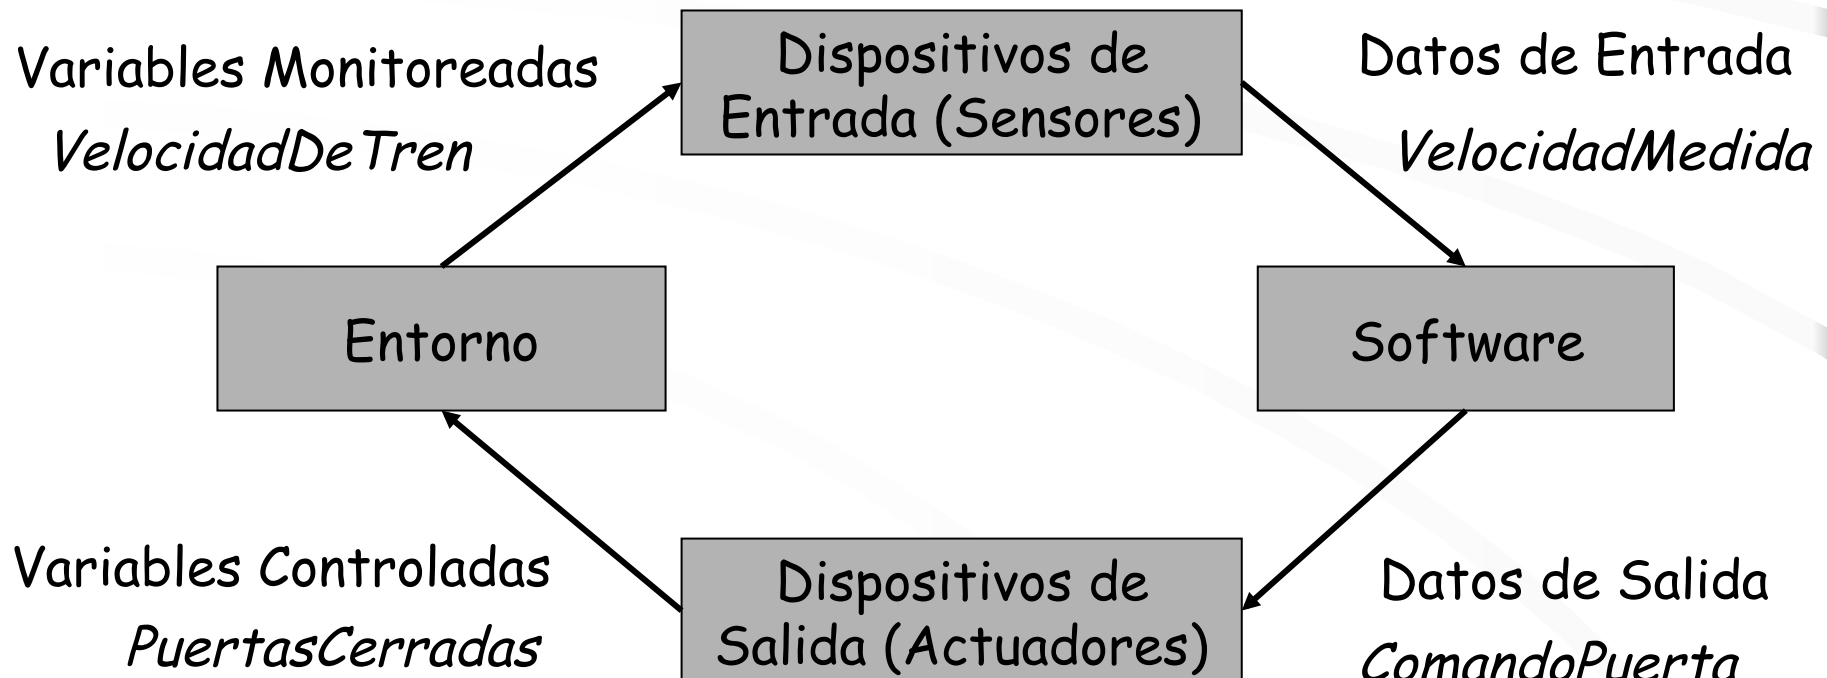 Variables Monitoreadas
VelocidadDeTren
Dispositivos de
Entrada (Sensores)
Datos de Entrada
VelocidadMedida
Entorno
Software
Variables Controladas
PuertasCerradas
Dispositivos de
Salida (Actuadores)
Datos de Salida
ComandoPuerta